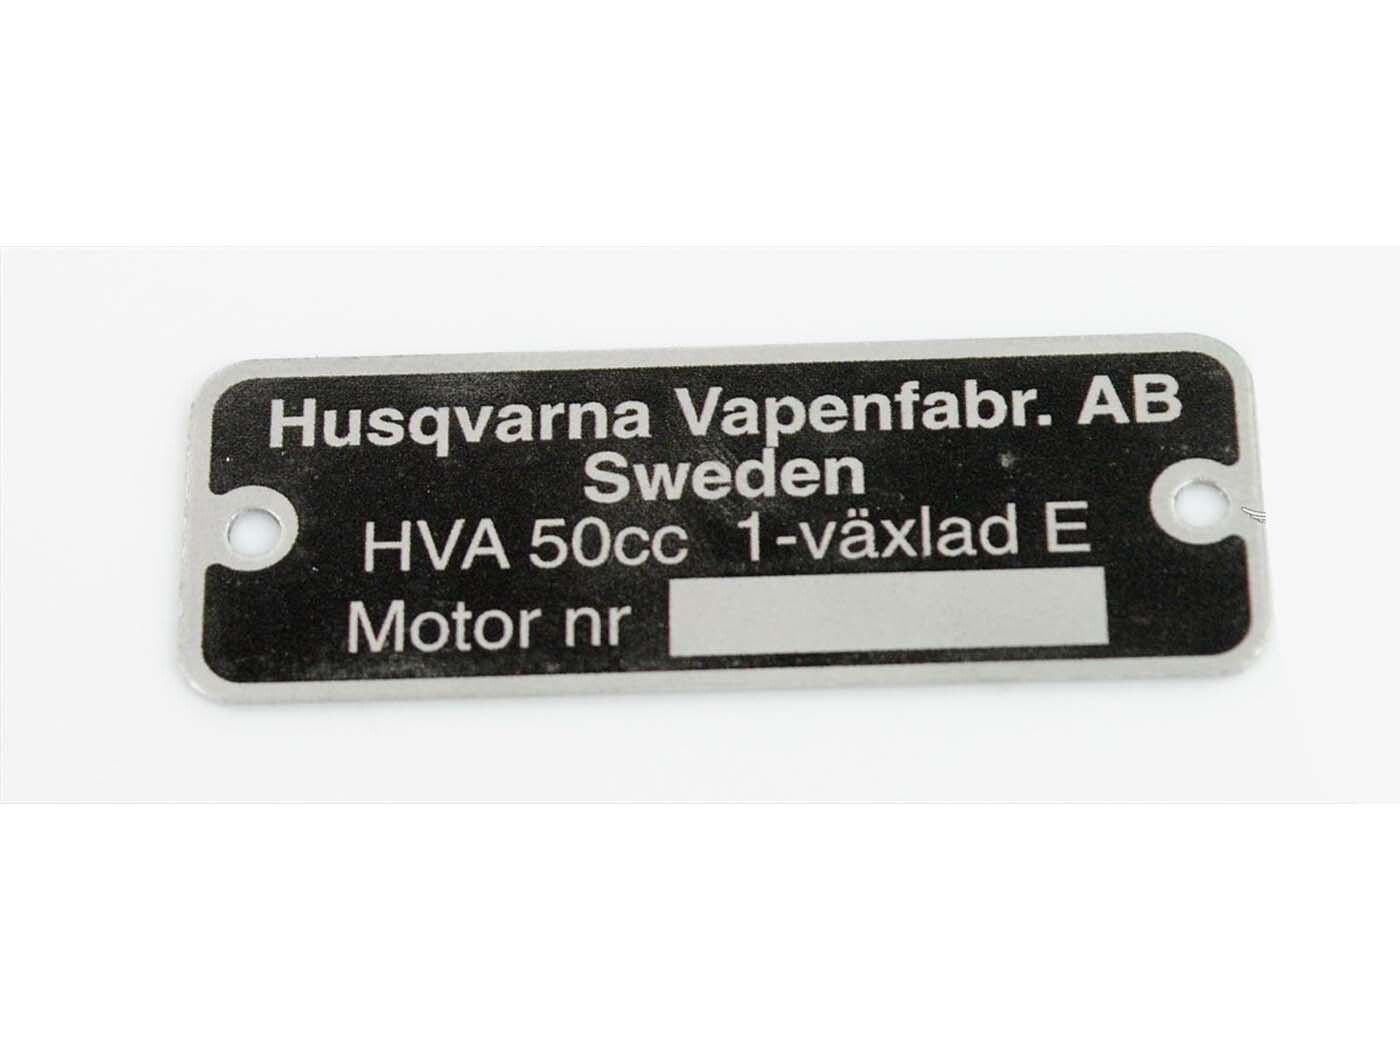 Husqvarna Vapenfabr. AB
Sweden
HVA 50cc 1-växlad E
Motor nr